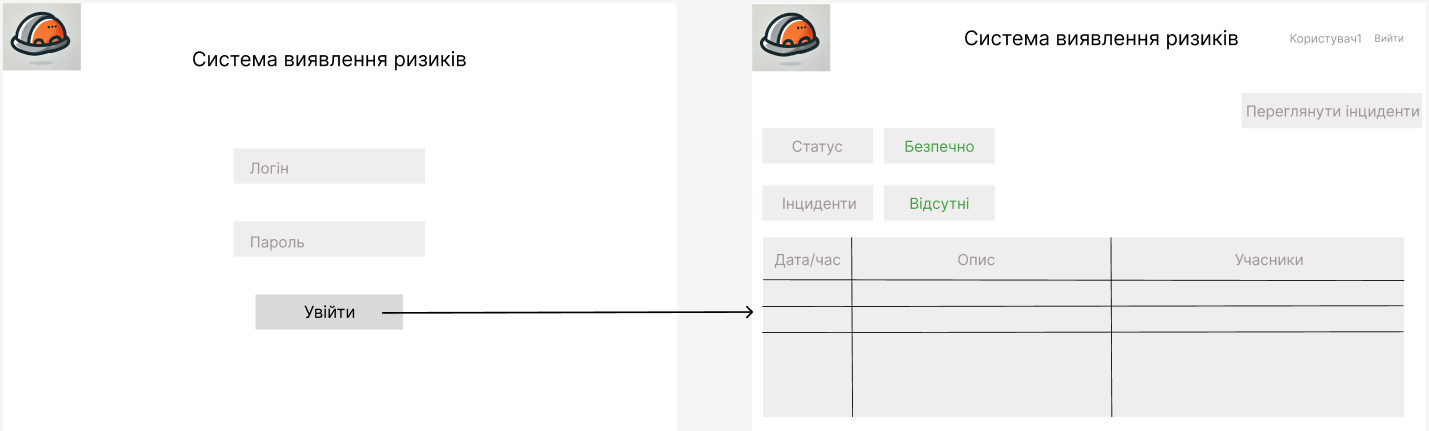 Система виявлення ризиків
Логін
Пароль
Увійти
Система виявлення ризиків
Користувач1 Вийти
Переглянути інциденти
Статус Безпечно
Інциденти Відсутні
Дата/час Опис Учасники